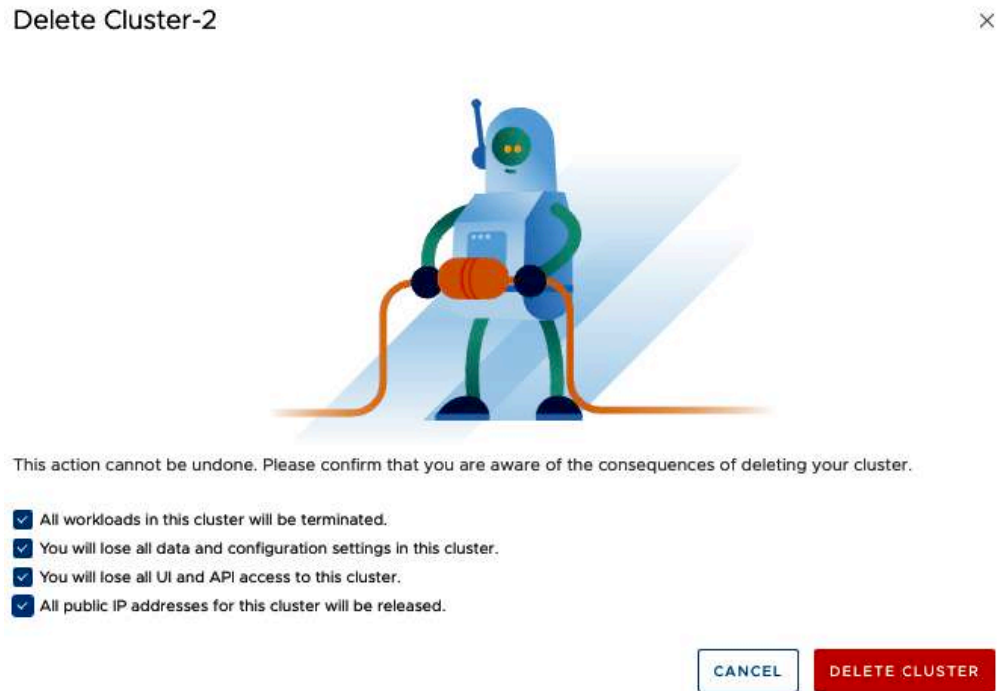 Delete Cluster-2
This action cannot be undone. Please confirm that you are aware of the consequences of deleting your cluster.
All workloads in this cluster will be terminated.
You will lose all data and configuration settings in this cluster.
You will lose all UI and API access to this cluster.
All public IP addresses for this cluster will be released.
CANCEL DELETE CLUSTER